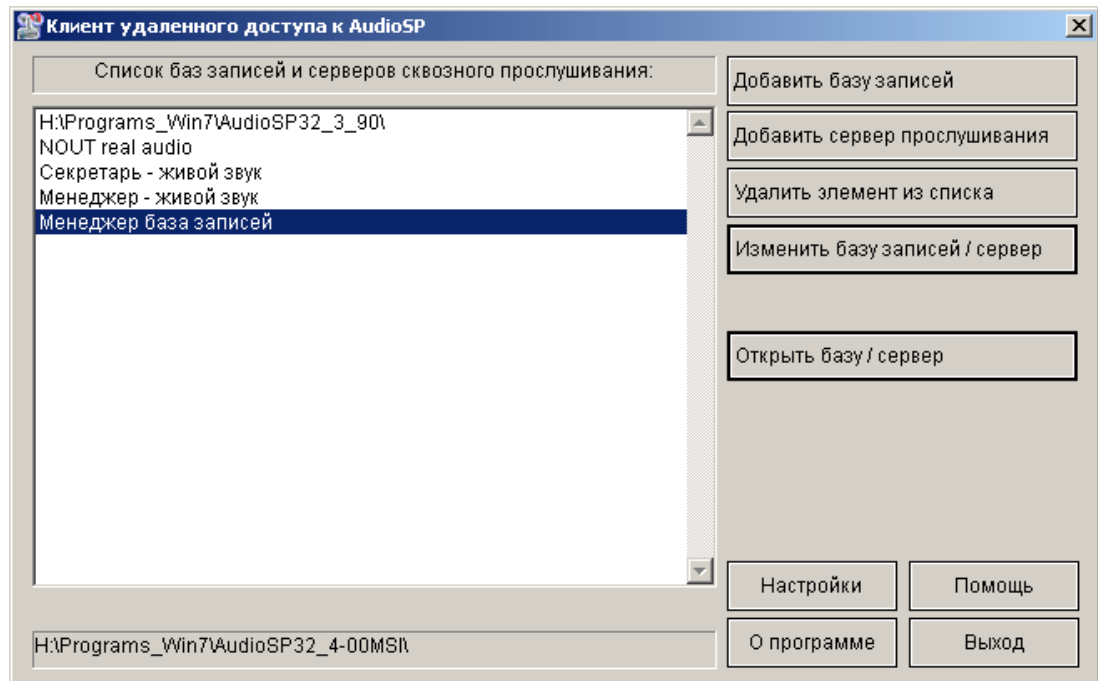 Клиент удаленного доступа к AudioSP
Список баз записей и серверов сквозного прослушивания:
H:\Programs_Win7\AudioSP32_3_90\
NOUT real audio
Секретарь - живой звук
Менеджер - живой звук
Менеджер база записей
H:\Programs_Win7\AudioSP32_4-00MSI\
Добавить базу записей
Добавить сервер прослушивания
Удалить элемент из списка
Изменить базу записей / сервер
Открыть базу / сервер
Настройки
Помощь
О программе
Выход